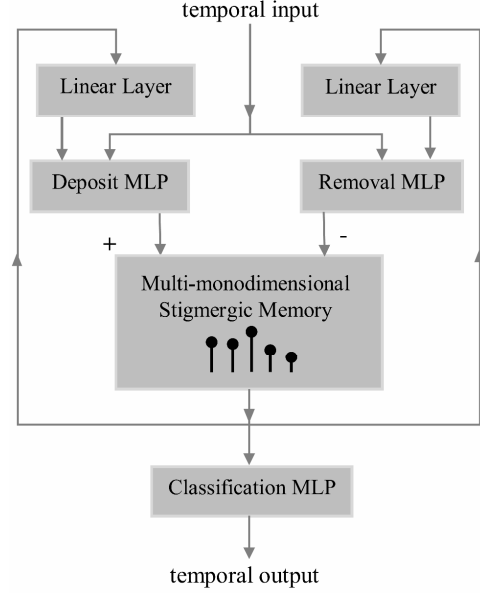 temporal input
Linear Layer
Linear Layer
Deposit MLP
Removal MLP
+
-
Multi-monodimensional
Stigmergic Memory
Classification MLP
temporal output